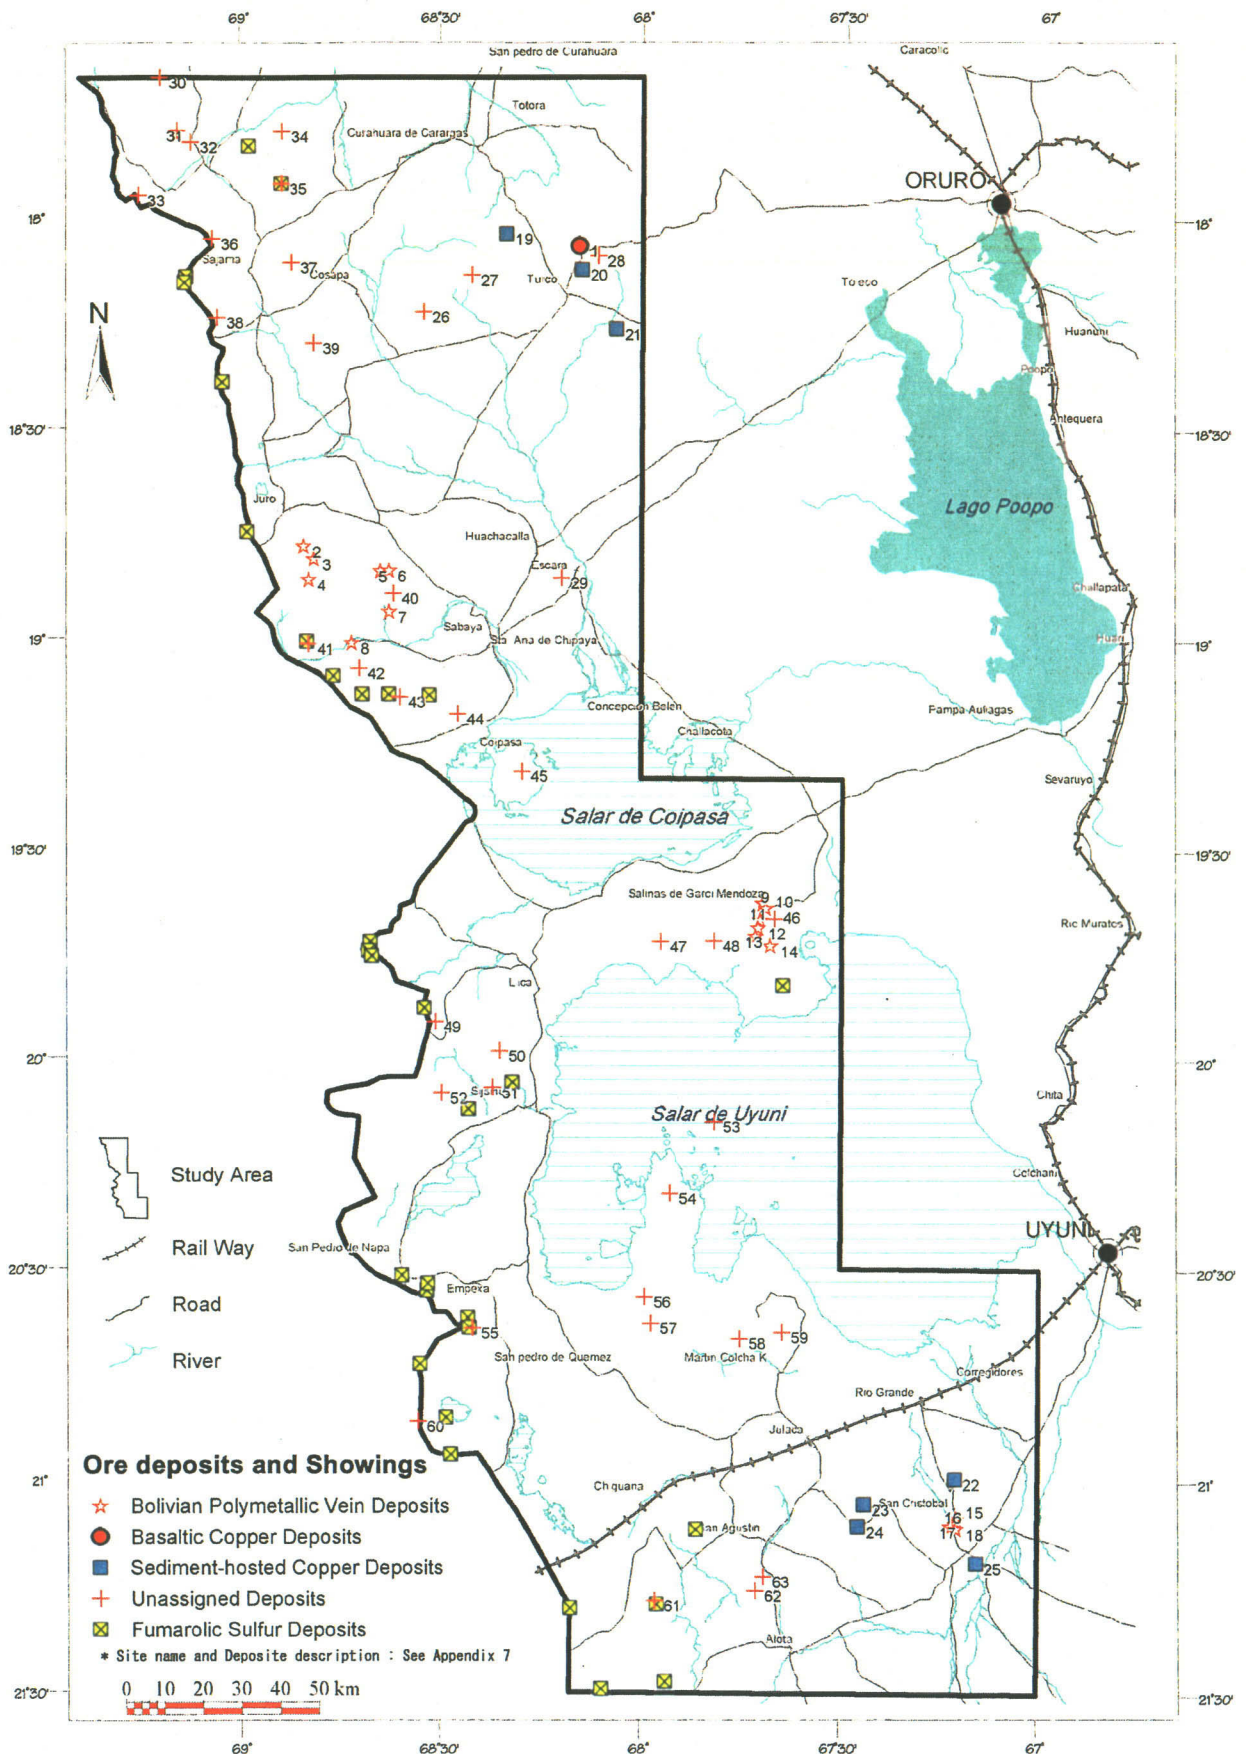 69° 68°30' 68° 67°30' 67°
San pedro de Curahuara
Caracollc
30
Totora
31 32 34
Curahuara de Carargas
35
ORURO
33
18° 18°
19
1
36
28
Sajama
37
Cosapa
27
Turco
20
Toledo
N
38
26
21
Huanuni
39
Poopo
Antequera
18°30' 18°30'
Juro
Lago Poopo
Huachacalla
2
3
5 6
Escara
29
4
40
Challapata
7
Sabaya
Sta Ana de Chipaya
Huari
19° 19°
41
8
42
43
44
Concepcion Belen
Pampa Aullagas
Challacota
Coipasa
45
Sevaruyo
Salar de Coipasa
19°30' 19°30'
Salinas de Garci Mendoza
9 10
11 46
Ric Mulatos
47 48 13 12
14
Llica
49
50
20° 20°
52 51
Chita
Salar de Uyuni
53
Study Area
Colchani
54
Rail Way
San Pedro de Napa
UYUNI
20°30' 20°30'
Empexa
Road
56
55
57
58
59
River
San pedro de Quemez
Martin Colcha K
Corregidores
Rio Grande
60
Julaca
Ore deposits and Showings
21° 21°
Chiquana
22
Bolivian Polymetallic Vein Deposits
San Cristobal
23
16 15
Basaltic Copper Deposits
an Agustin
24
17 18
Sediment-hosted Copper Deposits
25
63
Unassigned Deposits
62
61
Fumarolic Sulfur Deposits
Alota
* Site name and Deposite description : See Appendix 7
0 10 20 30 40 50 km
21°30' 21°30'
69° 68°30' 68° 67°30' 67°